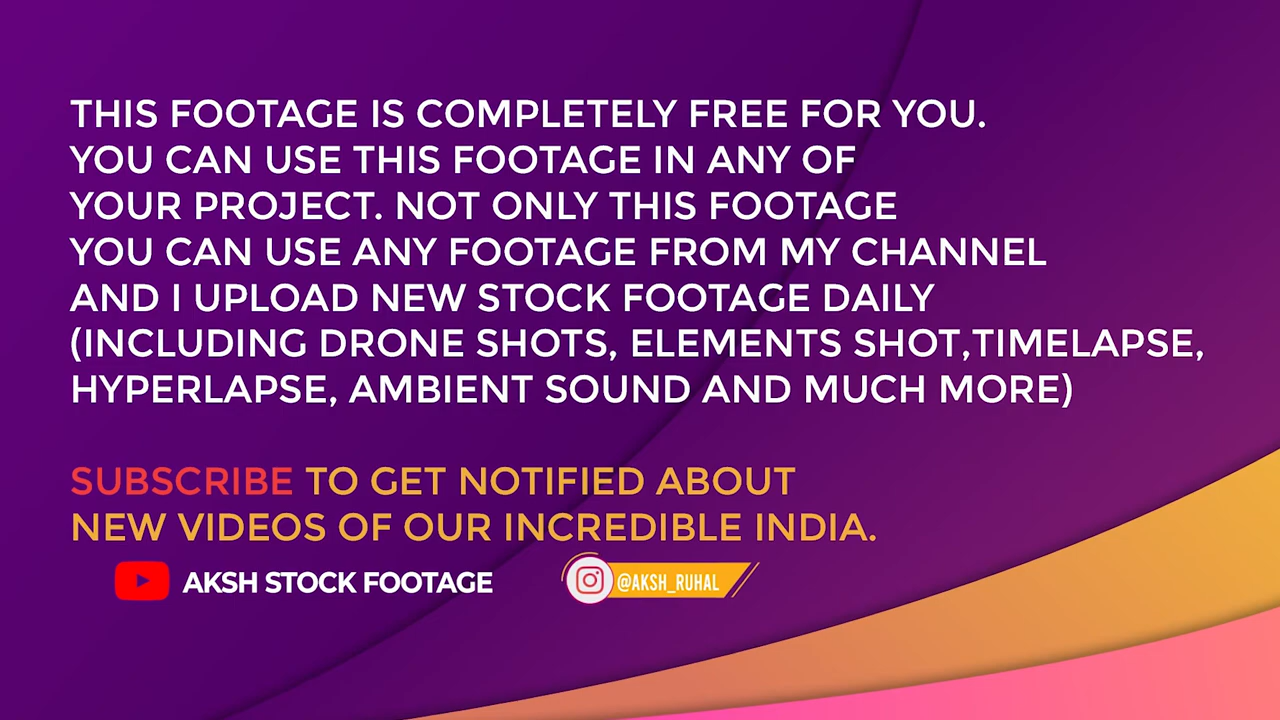 THIS FOOTAGE IS COMPLETELY FREE FOR YOU.
YOU CAN USE THIS FOOTAGE IN ANY OF
YOUR PROJECT. NOT ONLY THIS FOOTAGE
YOU CAN USE ANY FOOTAGE FROM MY CHANNEL
AND I UPLOAD NEW STOCK FOOTAGE DAILY
(INCLUDING DRONE SHOTS, ELEMENTS SHOT,TIMELAPSE,
HYPERLAPSE, AMBIENT SOUND AND MUCH MORE)
SUBSCRIBE TO GET NOTIFIED ABOUT
NEW VIDEOS OF OUR INCREDIBLE INDIA.
AKSH STOCK FOOTAGE
@AKSH_RUHAL